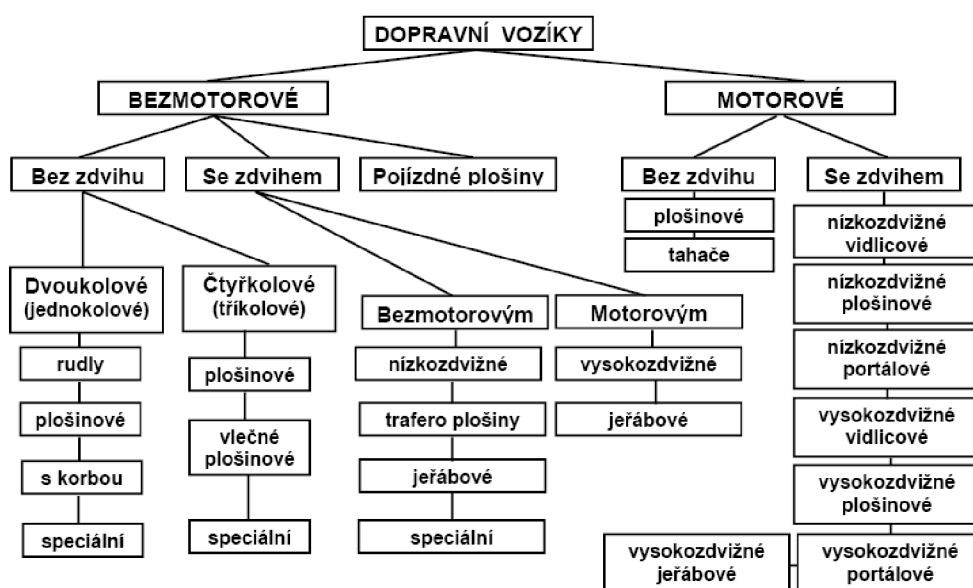 DOPRAVNÍ VOZÍKY
BEZMOTOROVÉ
MOTOROVÉ
Bez zdvihu
Se zdvihem
Pojízdné plošiny
Bez zdvihu
Se zdvihem
Dvoukolové
(jednokolové)
rudly
plošinové
s korbou
speciální
Čtyřkolové
(tříkolové)
plošinové
vlečné
plošinové
speciální
Bezmotorovým
nízkozdvižné
trafero plošiny
jeřábové
speciální
Motorovým
vysokozdvižné
jeřábové
plošinové
tahače
nízkozdvižné
vidlicové
nízkozdvižné
plošinové
nízkozdvižné
portálové
vysokozdvižné
vidlicové
vysokozdvižné
plošinové
vysokozdvižné
portálové
vysokozdvižné
jeřábové